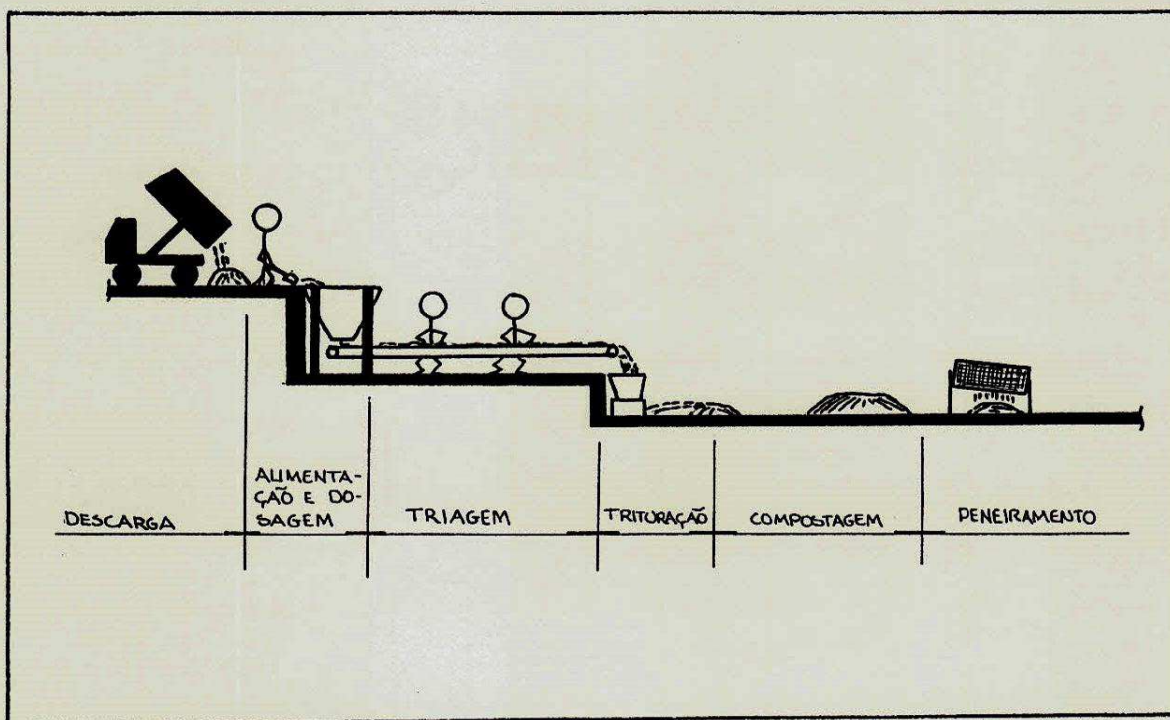 DESCARGA
ALIMENTA-
ÇÃO E DO-
SAGEM
TRIAGEM
TRITURAÇÃO
COMPOSTAGEM
PENEIRAMENTO